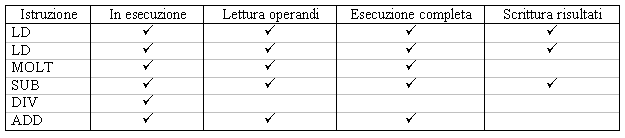 Istruzione In esecuzione Lettura operandi Esecuzione completa Scrittura risultati
LD ✓ ✓ ✓ ✓
LD ✓ ✓ ✓ ✓
MOLT ✓ ✓ ✓
SUB ✓ ✓ ✓ ✓
DIV ✓
ADD ✓ ✓ ✓